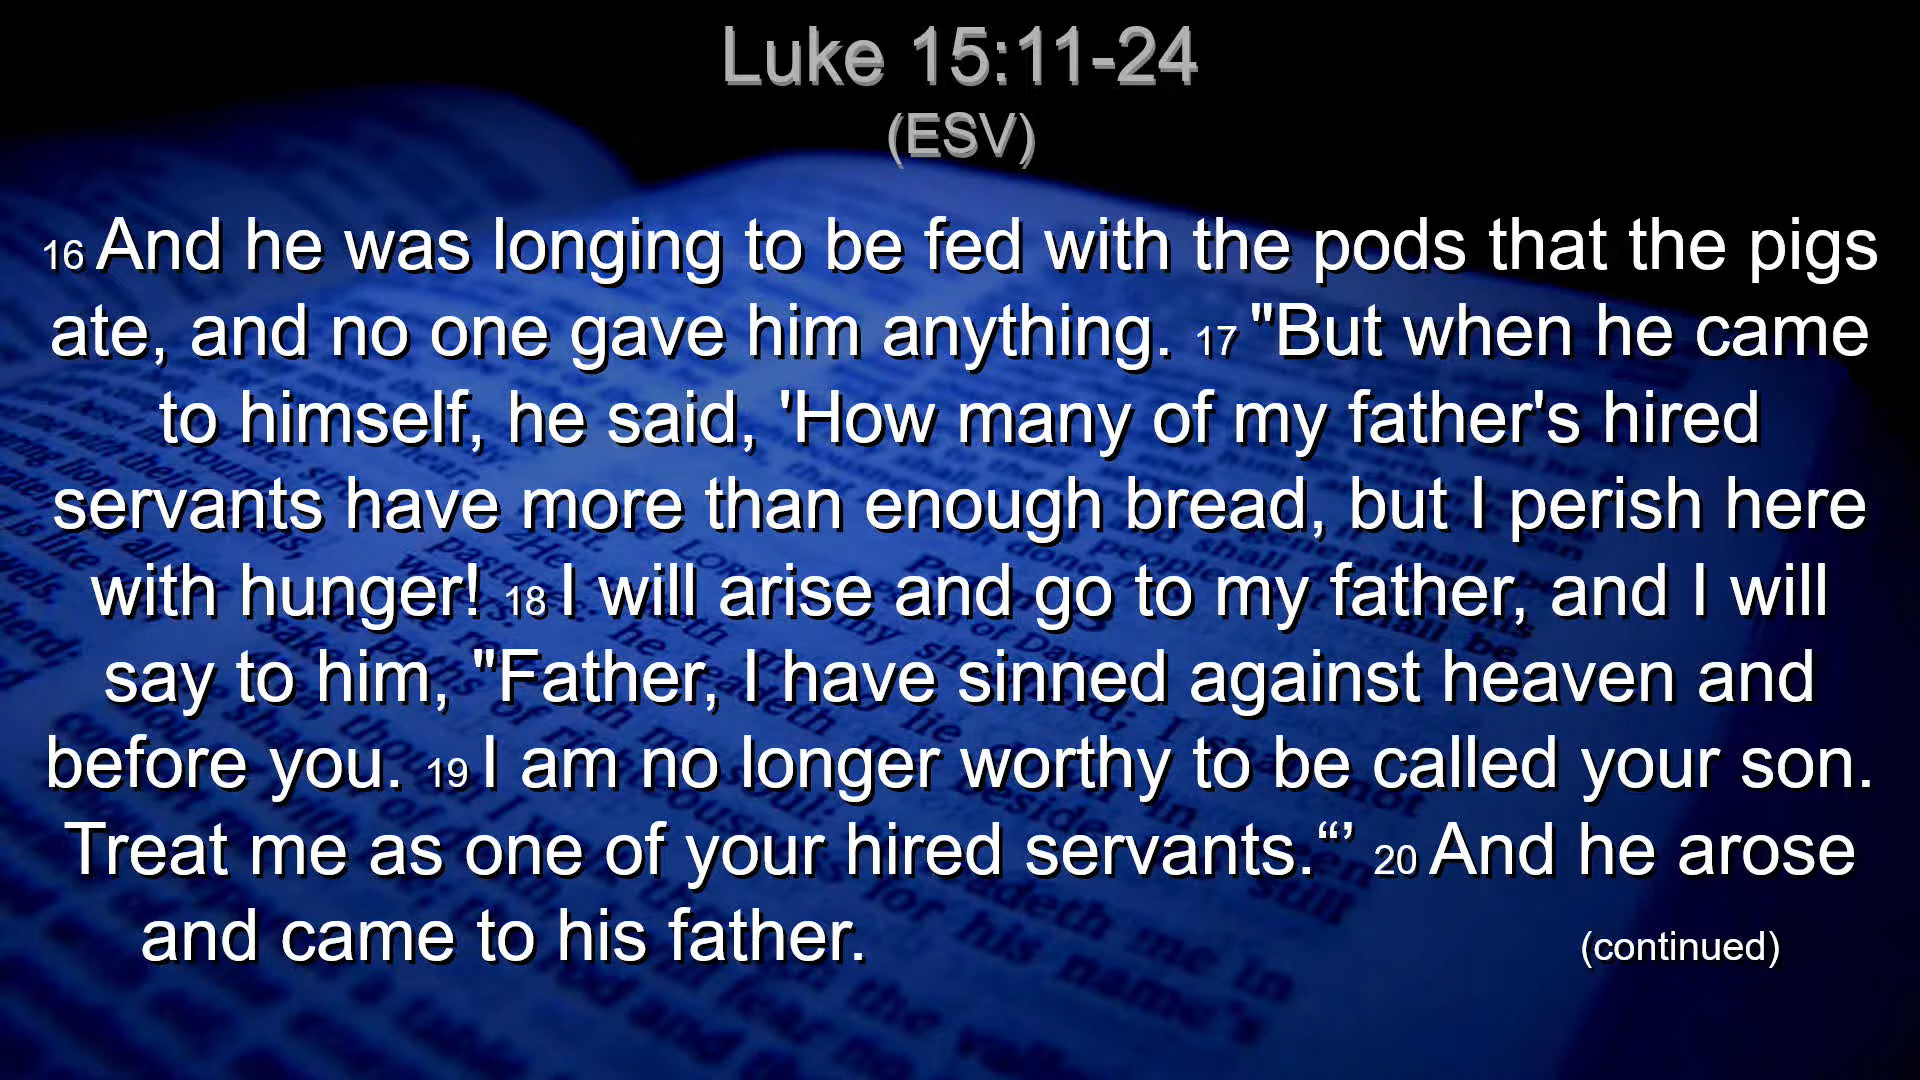 Luke 15:11-24
(ESV)
16 And he was longing to be fed with the pods that the pigs
ate, and no one gave him anything. 17 "But when he came
to himself, he said, 'How many of my father's hired
servants have more than enough bread, but I perish here
with hunger! 18 I will arise and go to my father, and I will
say to him, "Father, I have sinned against heaven and
before you. 19 I am no longer worthy to be called your son.
Treat me as one of your hired servants.“’ 20 And he arose
and came to his father. (continued)